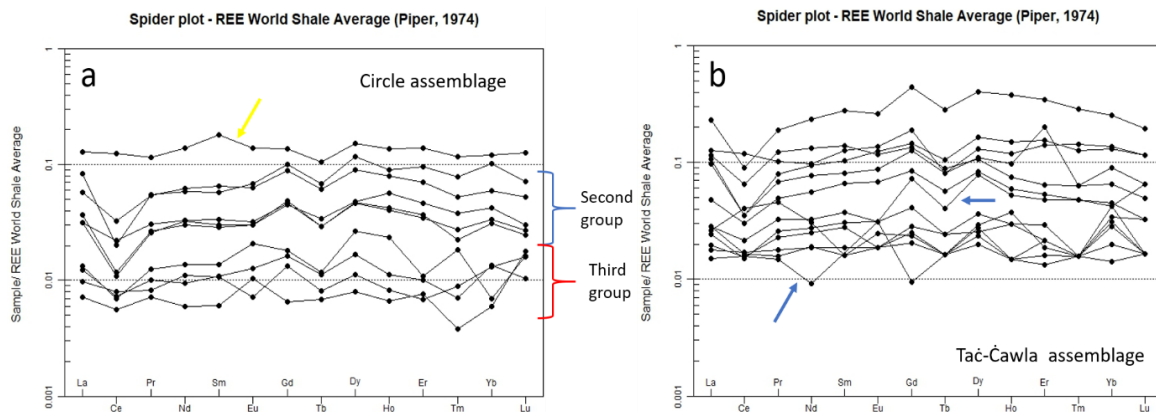 Spider plot - REE World Shale Average (Piper, 1974)
a
Circle assemblage
Sample/ REE World Shale Average
1
0.1
0.01
0.001
La
Ce
Pr
Nd
Sm
Eu
Gd
Tb
Dy
Ho
Er
Tm
Yb
Lu
Second
group
Third
group
Spider plot - REE World Shale Average (Piper, 1974)
b
Taċ-Ċawla assemblage
Sample/ REE World Shale Average
1
0.1
0.01
0.001
La
Ce
Pr
Nd
Sm
Eu
Gd
Tb
Dy
Ho
Er
Tm
Yb
Lu